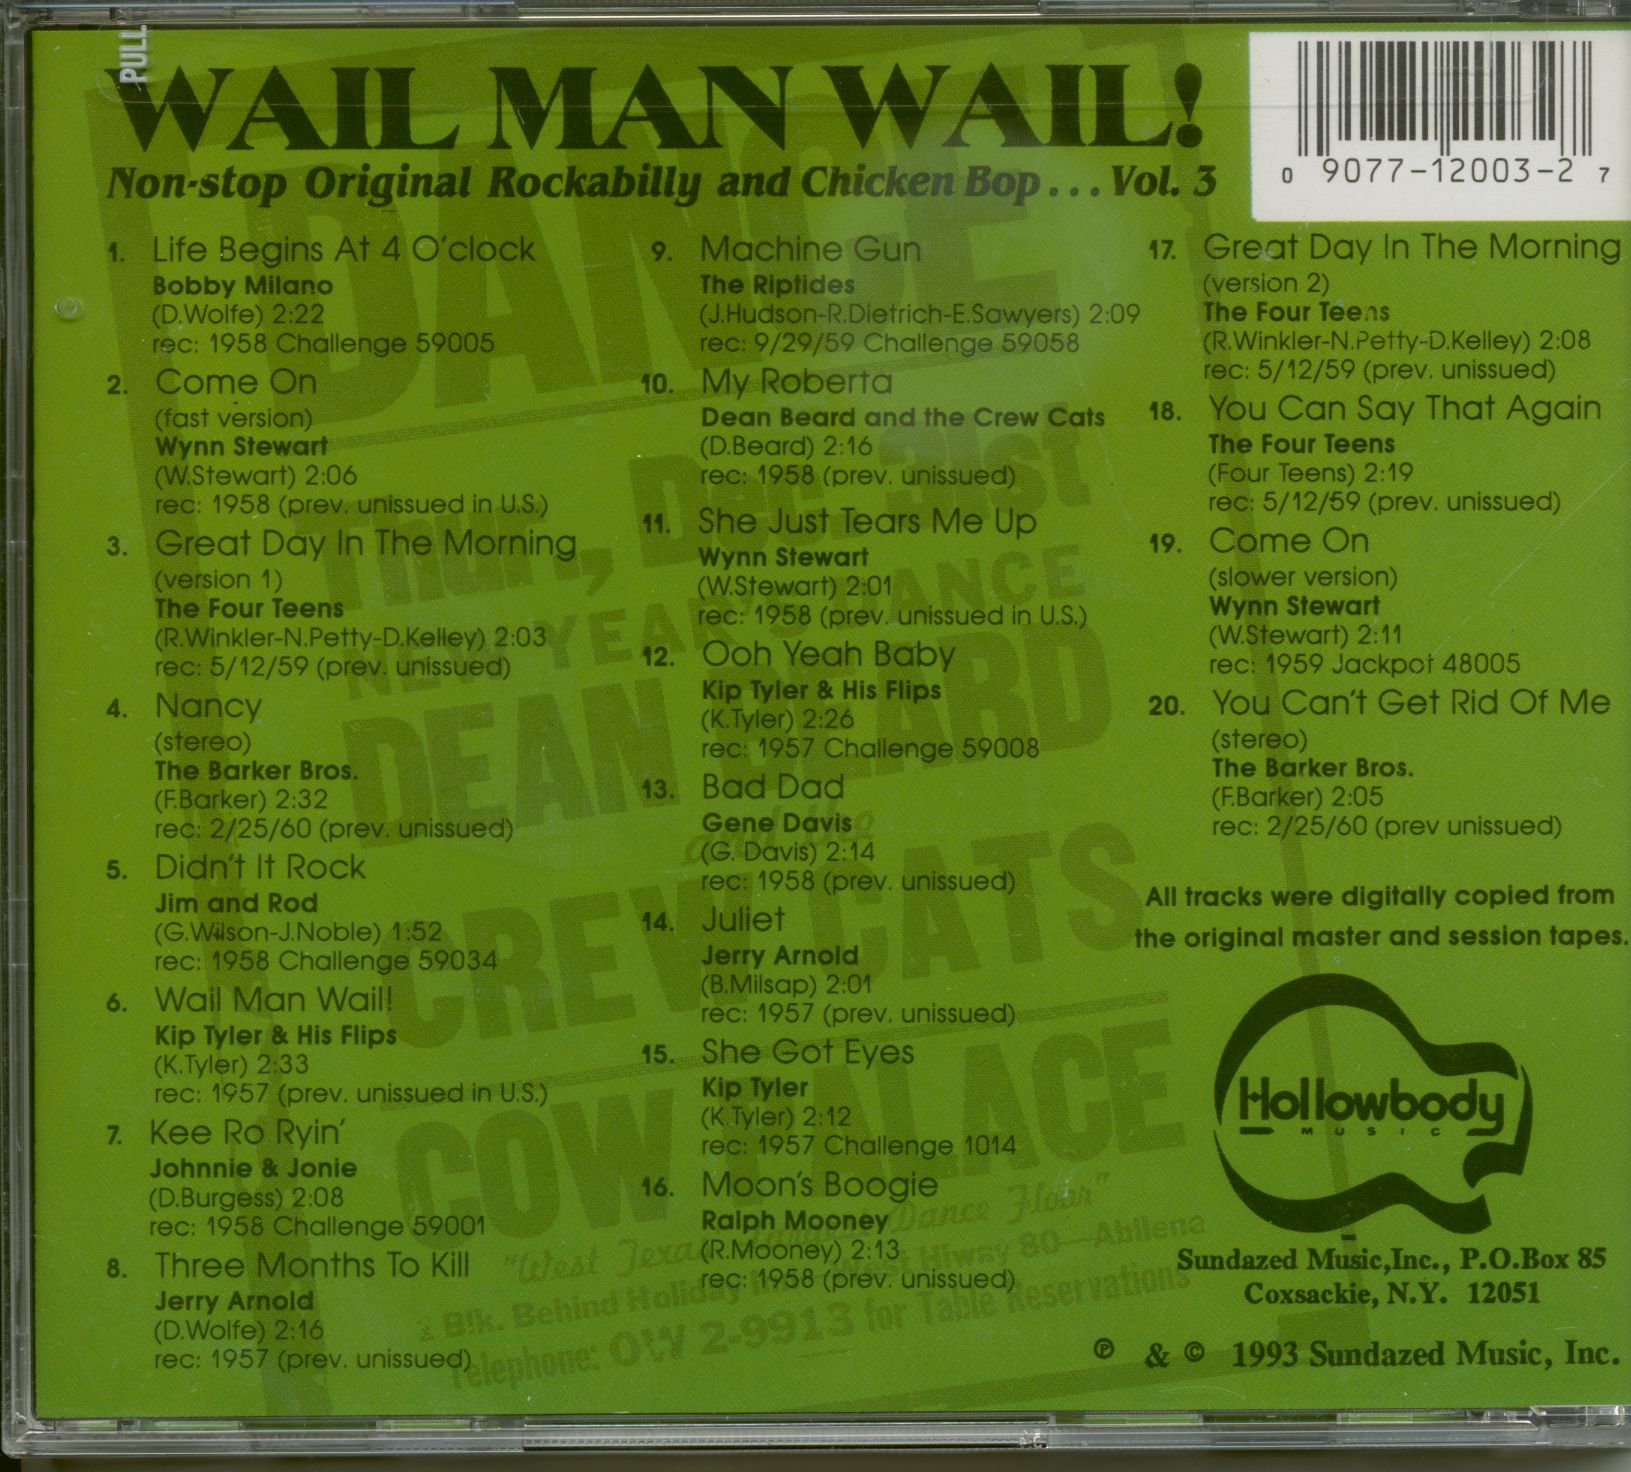 PULL
WAIL MAN WAIL!
Non-stop Original Rockabilly and Chicken Bop... Vol. 3
0 9077-12003-2 7
1. Life Begins At 4 O'clock
Bobby Milano
(D.Wolfe) 2:22
rec: 1958 Challenge 59005
2. Come On
(fast version)
Wynn Stewart
(W.Stewart) 2:06
rec: 1958 (prev. unissued in U.S.)
3. Great Day In The Morning
(version 1)
The Four Teens
(R.Winkler-N.Petty-D.Kelley) 2:03
rec: 5/12/59 (prev. unissued)
4. Nancy
(stereo)
The Barker Bros.
(F.Barker) 2:32
rec: 2/25/60 (prev. unissued)
5. Didn't It Rock
Jim and Rod
(G.Wilson-J.Noble) 1:52
rec: 1958 Challenge 59034
6. Wail Man Wail!
Kip Tyler & His Flips
(K.Tyler) 2:33
rec: 1957 (prev. unissued in U.S.)
7. Kee Ro Ryin'
Johnnie & Jonie
(D.Burgess) 2:08
rec: 1958 Challenge 59001
8. Three Months To Kill
Jerry Arnold
(D.Wolfe) 2:16
rec: 1957 (prev. unissued)
9. Machine Gun
The Riptides
(J.Hudson-R.Dietrich-E.Sawyers) 2:09
rec: 9/29/59 Challenge 59058
10. My Roberta
Dean Beard and the Crew Cats
(D.Beard) 2:16
rec: 1958 (prev. unissued)
11. She Just Tears Me Up
Wynn Stewart
(W.Stewart) 2:01
rec: 1958 (prev. unissued in U.S.)
12. Ooh Yeah Baby
Kip Tyler & His Flips
(K.Tyler) 2:26
rec: 1957 Challenge 59008
13. Bad Dad
Gene Davis
(G. Davis) 2:14
rec: 1958 (prev. unissued)
14. Juliet
Jerry Arnold
(B.Milsap) 2:01
rec: 1957 (prev. unissued)
15. She Got Eyes
Kip Tyler
(K.Tyler) 2:12
rec: 1957 Challenge 1014
16. Moon's Boogie
Ralph Mooney
(R.Mooney) 2:13
rec: 1958 (prev. unissued)
17. Great Day In The Morning
(version 2)
The Four Teens
(R.Winkler-N.Petty-D.Kelley) 2:08
rec: 5/12/59 (prev. unissued)
18. You Can Say That Again
The Four Teens
(Four Teens) 2:19
rec: 5/12/59 (prev. unissued)
19. Come On
(slower version)
Wynn Stewart
(W.Stewart) 2:11
rec: 1959 Jackpot 48005
20. You Can't Get Rid Of Me
(stereo)
The Barker Bros.
(F.Barker) 2:05
rec: 2/25/60 (prev unissued)
All tracks were digitally copied from
the original master and session tapes.
Hollowbody
MUSIC
Sundazed Music,Inc., P.O.Box 85
Coxsackie, N.Y. 12051
℗ & © 1993 Sundazed Music, Inc.
DANCE
Thur., Dec. 31st
NEW YEAR'S DANCE
DEAN BEARD
and the
CREW CATS
COW PALACE
"West Texas' Dance Floor"
Blk. Behind Holiday West Hiway 80—Abilene
Telephone: OW 2-9913 for Table Reservations